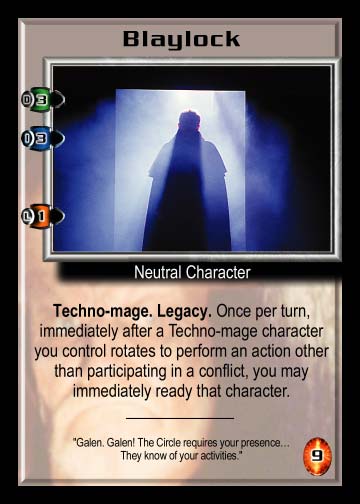 Blaylock
D 3
I 3
L 1
Neutral Character
Techno-mage. Legacy. Once per turn,
immediately after a Techno-mage character
you control rotates to perform an action other
than participating in a conflict, you may
immediately ready that character.
"Galen. Galen! The Circle requires your presence...
They know of your activities."
9